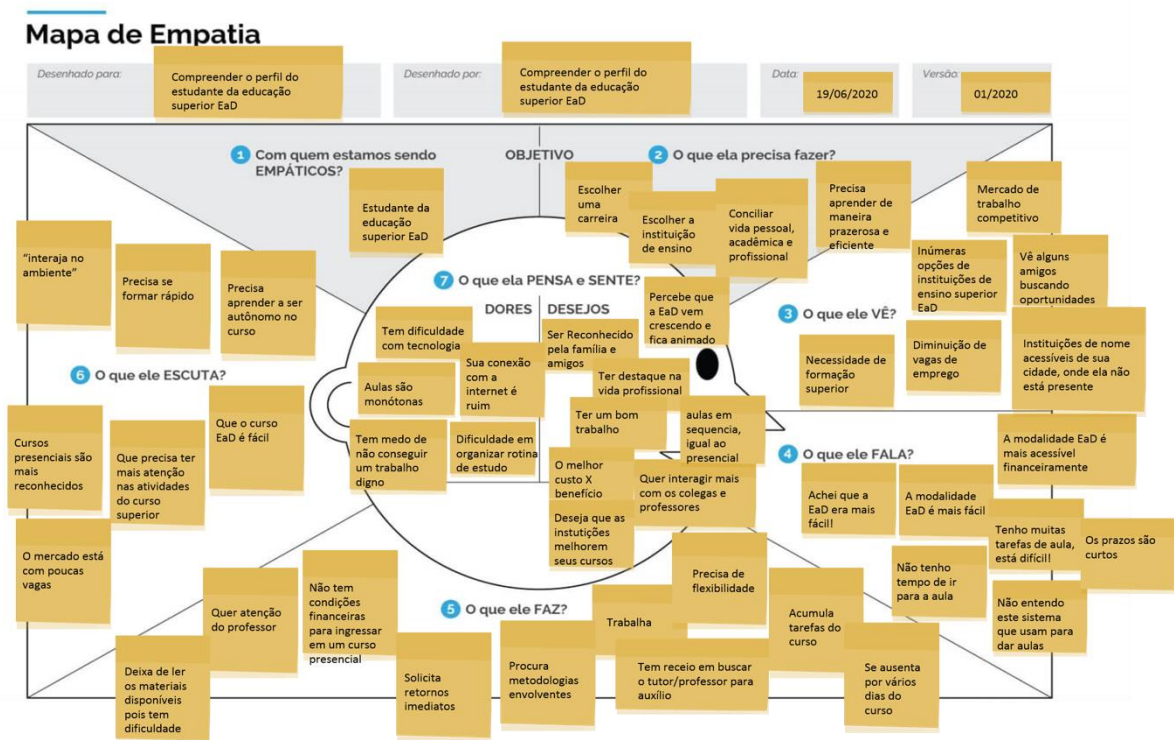 Mapa de Empatia
Desenhado para:
Compreender o perfil do
estudante da educação
superior EaD
Desenhado por:
Compreender o perfil do
estudante da educação
superior EaD
Data:
19/06/2020
Versão:
01/2020
1 Com quem estamos sendo
EMPÁTICOS?
Estudante da
educação
superior EaD
OBJETIVO
2 O que ela precisa fazer?
Escolher
uma
carreira
Escolher a
instituição
de ensino
Conciliar
vida pessoal,
acadêmica e
profissional
Precisa
aprender de
maneira
prazerosa e
eficiente
Mercado de
trabalho
competitivo
Inúmeras
opções de
instituições de
ensino superior
EaD
Vê alguns
amigos
buscando
oportunidades
3 O que ele VÊ?
Necessidade de
formação
superior
Diminuição de
vagas de
emprego
Instituições de nome
acessíveis de sua
cidade, onde ela não
está presente
4 O que ele FALA?
A modalidade EaD é
mais acessível
financeiramente
Achei que a
EaD era mais
fácil!
A modalidade
EaD é mais fácil
Tenho muitas
tarefas de aula,
está difícil!
Os prazos são
curtos
Não tenho
tempo de ir
para a aula
Não entendo
este sistema
que usam para
dar aulas
5 O que ele FAZ?
Quer atenção
do professor
Não tem
condições
financeiras
para ingressar
em um curso
presencial
Deixa de ler
os materiais
disponíveis
pois tem
dificuldade
Solicita
retornos
imediatos
Procura
metodologias
envolventes
Trabalha
Precisa de
flexibilidade
Tem receio em buscar
o tutor/professor para
auxílio
Acumula
tarefas do
curso
Se ausenta
por vários
dias do
curso
6 O que ele ESCUTA?
“interaja no
ambiente”
Precisa se
formar rápido
Precisa
aprender a ser
autônomo no
curso
Cursos
presenciais são
mais
reconhecidos
Que precisa ter
mais atenção
nas atividades
do curso
superior
Que o curso
EaD é fácil
O mercado está
com poucas
vagas
7 O que ela PENSA e SENTE?
DORES
Tem dificuldade
com tecnologia
Sua conexão
com a
internet é
ruim
Aulas são
monótonas
Tem medo de
não conseguir
um trabalho
digno
Dificuldade em
organizar rotina
de estudo
DESEJOS
Percebe que
a EaD vem
crescendo e
fica animado
Ser Reconhecido
pela família e
amigos
Ter destaque na
vida profissional
Ter um bom
trabalho
aulas em
sequencia,
igual ao
presencial
O melhor
custo X
benefício
Quer interagir mais
com os colegas e
professores
Deseja que as
instutições
melhorem
seus cursos